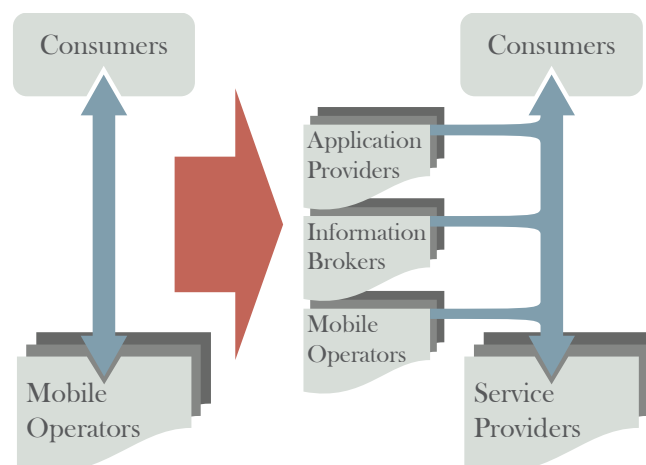 Consumers
Mobile
Operators
Application
Providers
Information
Brokers
Mobile
Operators
Consumers
Service
Providers